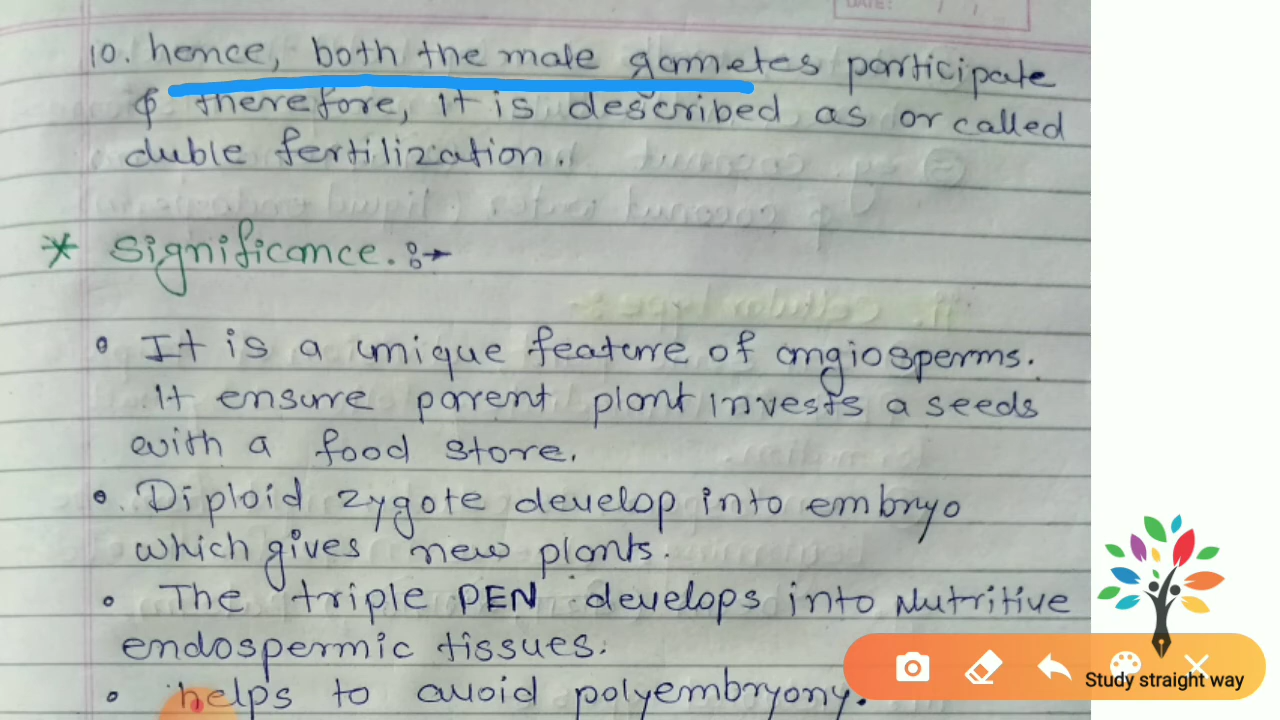 DATE: / /
10. hence, both the male gametes participate
& therefore, it is described as or called
duble fertilization.
* Significance. :→
• It is a unique feature of angiosperms.
It ensure parent plant invests a seeds
with a food store.
• Diploid zygote develop into embryo
which gives new plants.
• The triple PEN develops into Nutritive
endospermic tissues.
• helps to avoid polyembryony.
Study straight way